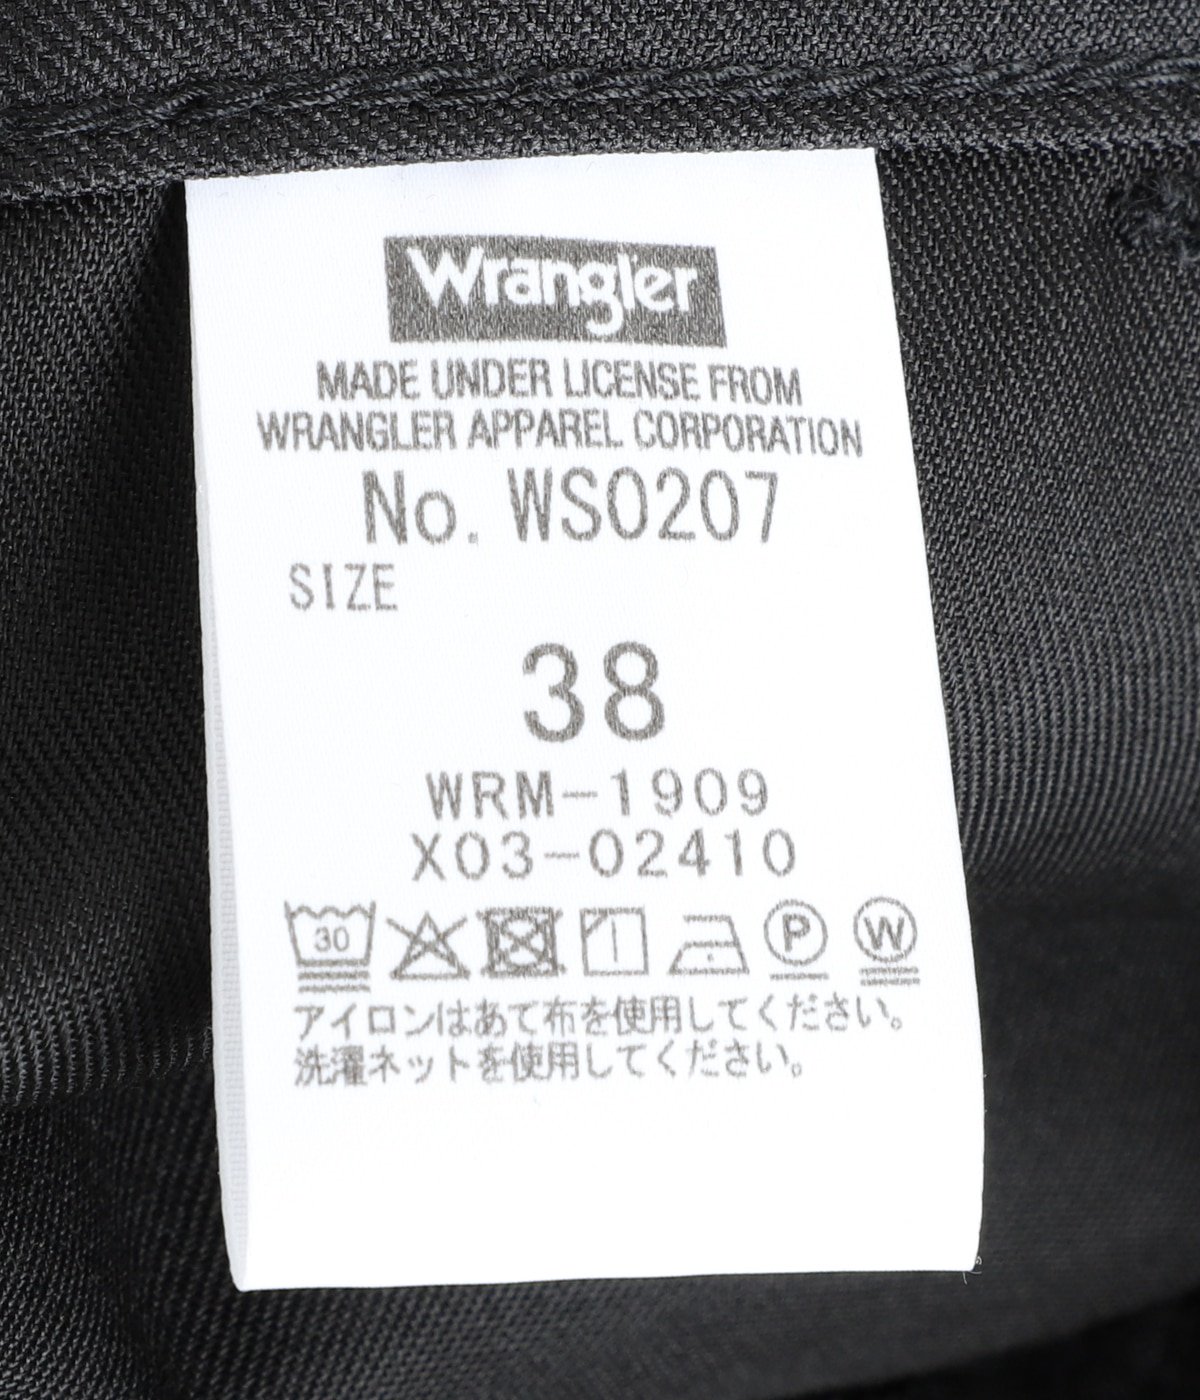 Wrangler
MADE UNDER LICENSE FROM
WRANGLER APPAREL CORPORATION
No. WS0207
SIZE
38
WRM-1909
X03-02410
30 P W
アイロンはあて布を使用してください。
洗濯ネットを使用してください。